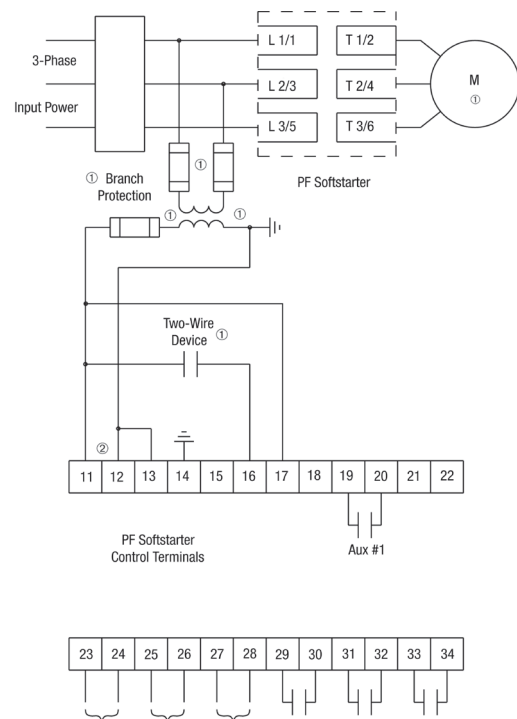 3-Phase
Input Power
L 1/1
T 1/2
L 2/3
T 2/4
L 3/5
T 3/6
M
①
① Branch
Protection
①
①
①
PF Softstarter
Two-Wire
Device ①
②
11 12 13 14 15 16 17 18 19 20 21 22
PF Softstarter
Control Terminals
Aux #1
23 24 25 26 27 28 29 30 31 32 33 34